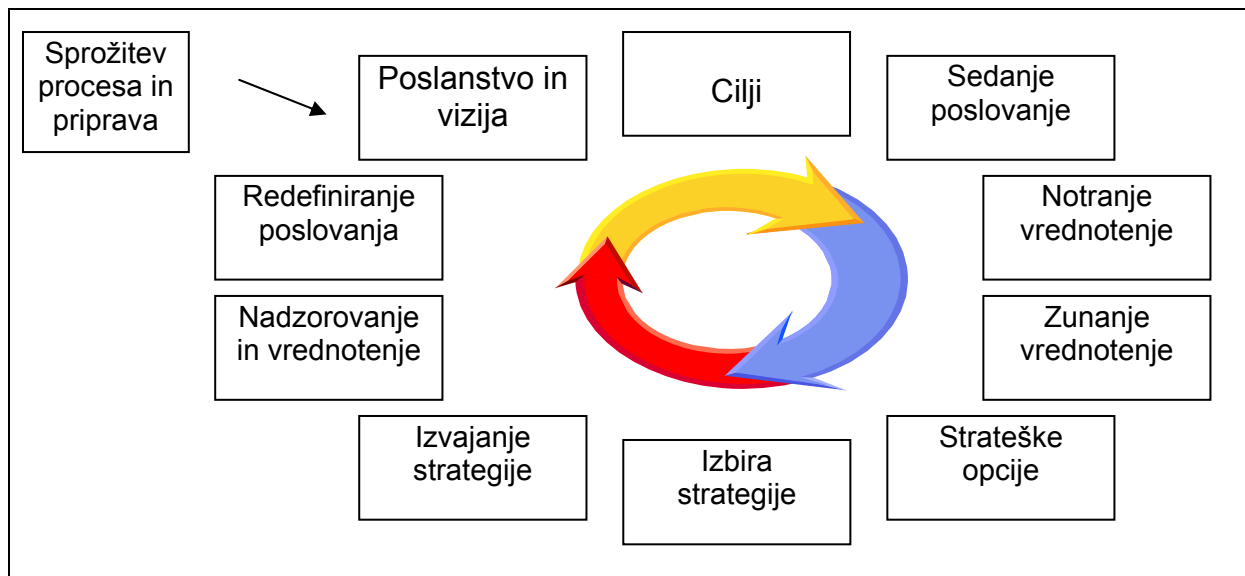 Sprožitev
procesa in
priprava
Poslanstvo in
vizija
Cilji
Sedanje
poslovanje
Notranje
vrednotenje
Zunanje
vrednotenje
Strateške
opcije
Izbira
strategije
Izvajanje
strategije
Nadzorovanje
in vrednotenje
Redefiniranje
poslovanja